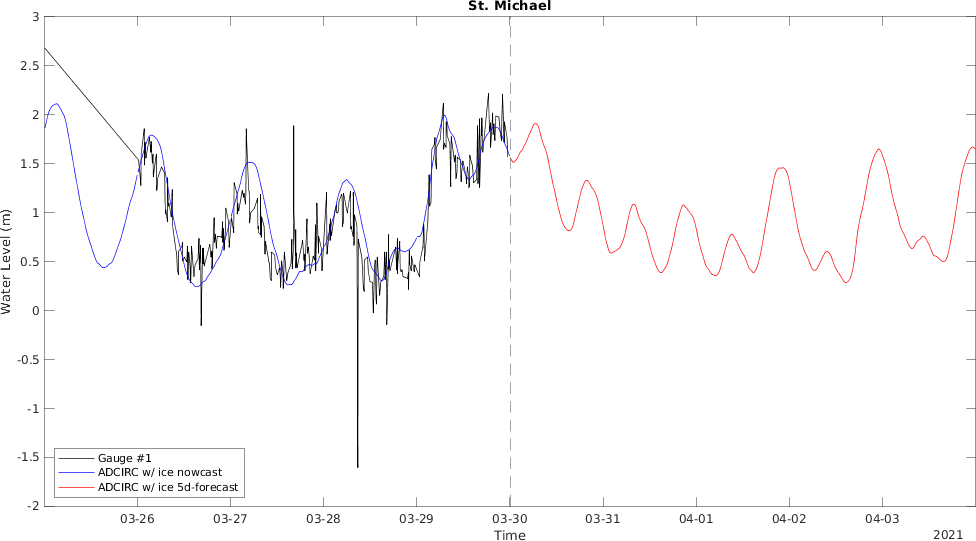 St. Michael
3
2.5
2
1.5
1
0.5
0
-0.5
-1
-1.5
-2
Water Level (m)
Gauge #1
ADCIRC w/ ice nowcast
ADCIRC w/ ice 5d-forecast
03-26 03-27 03-28 03-29 03-30 03-31 04-01 04-02 04-03
Time
2021